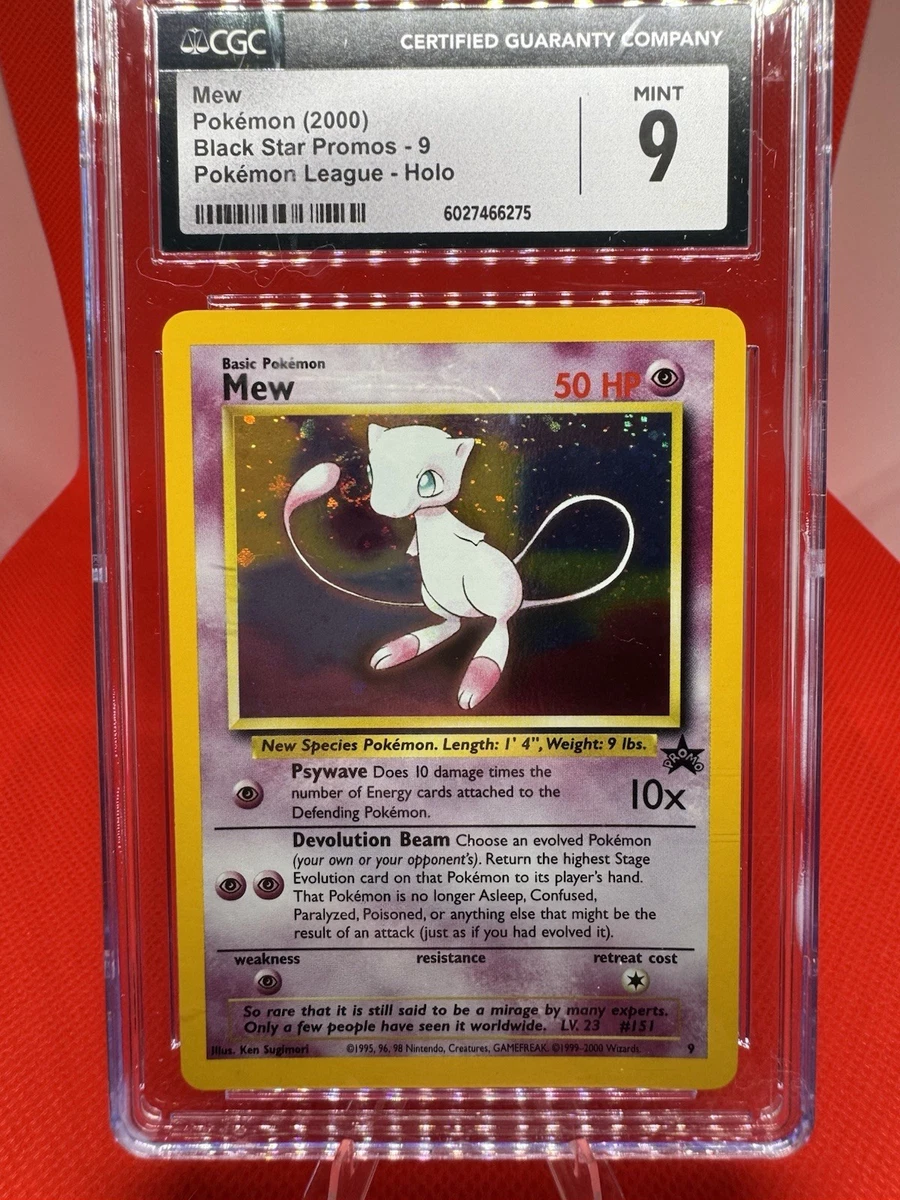 CGC
CERTIFIED GUARANTY COMPANY
Mew
Pokémon (2000)
Black Star Promos - 9
Pokémon League - Holo
MINT
9
6027466275
Basic Pokémon
Mew
50 HP
New Species Pokémon. Length: 1' 4", Weight: 9 lbs.
PROMO
Psywave Does 10 damage times the
number of Energy cards attached to the
Defending Pokémon.
10x
Devolution Beam Choose an evolved Pokémon
(your own or your opponent's). Return the highest Stage
Evolution card on that Pokémon to its player's hand.
That Pokémon is no longer Asleep, Confused,
Paralyzed, Poisoned, or anything else that might be the
result of an attack (just as if you had evolved it).
weakness resistance retreat cost
So rare that it is still said to be a mirage by many experts.
Only a few people have seen it worldwide. LV. 23 #151
Illus. Ken Sugimori ©1995, 96, 98 Nintendo, Creatures, GAMEFREAK. ©1999-2000 Wizards. 9